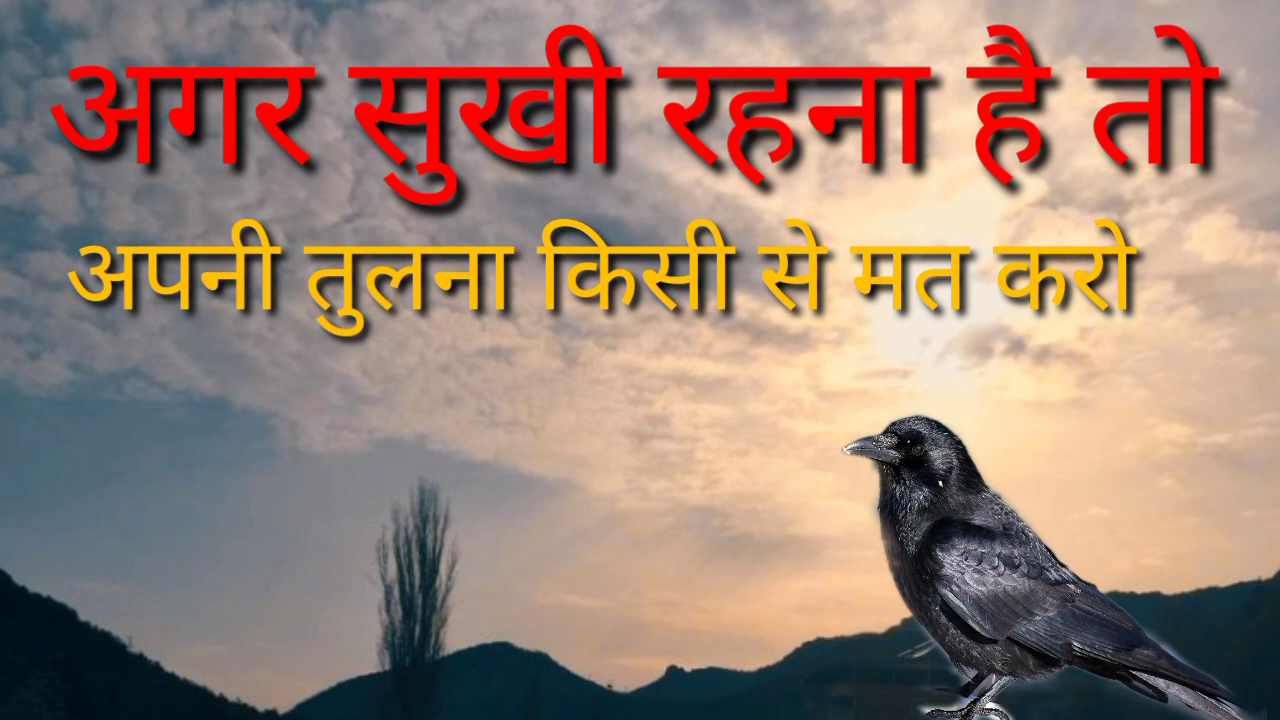 अगर सुखी रहना है तो
अपनी तुलना किसी से मत करो